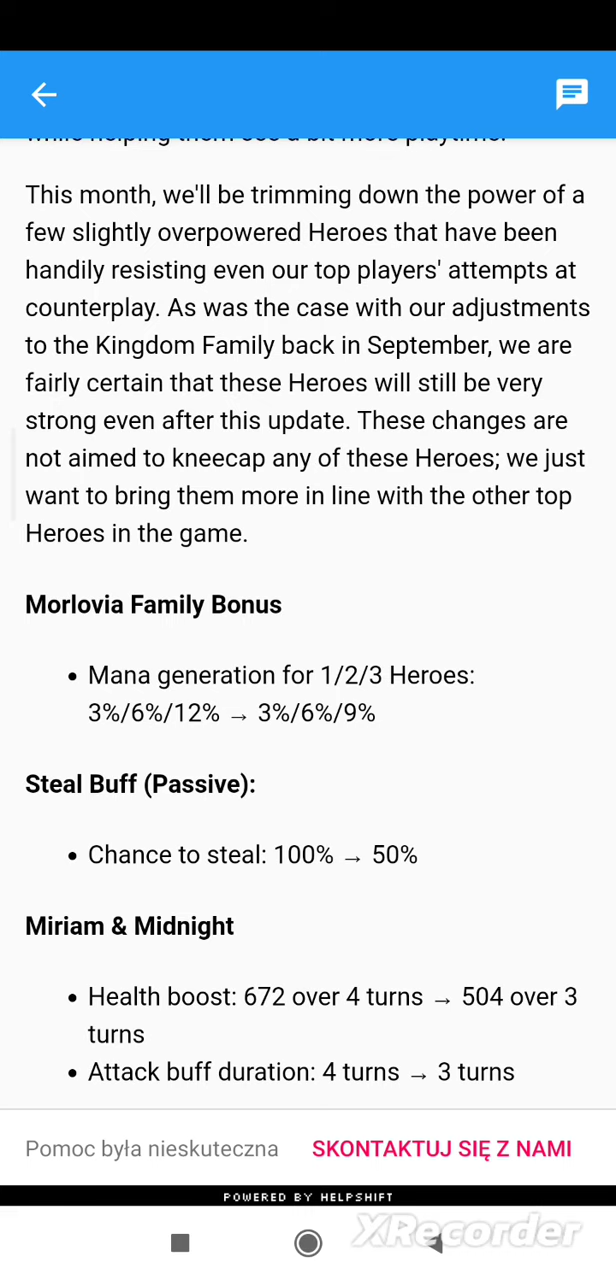 while helping them see a bit more playtime.
This month, we'll be trimming down the power of a
few slightly overpowered Heroes that have been
handily resisting even our top players' attempts at
counterplay. As was the case with our adjustments
to the Kingdom Family back in September, we are
fairly certain that these Heroes will still be very
strong even after this update. These changes are
not aimed to kneecap any of these Heroes; we just
want to bring them more in line with the other top
Heroes in the game.
Morlovia Family Bonus
• Mana generation for 1/2/3 Heroes:
3%/6%/12% → 3%/6%/9%
Steal Buff (Passive):
• Chance to steal: 100% → 50%
Miriam & Midnight
• Health boost: 672 over 4 turns → 504 over 3
turns
• Attack buff duration: 4 turns → 3 turns
Pomoc była nieskuteczna SKONTAKTUJ SIĘ Z NAMI
POWERED BY HELPSHIFT
XRecorder